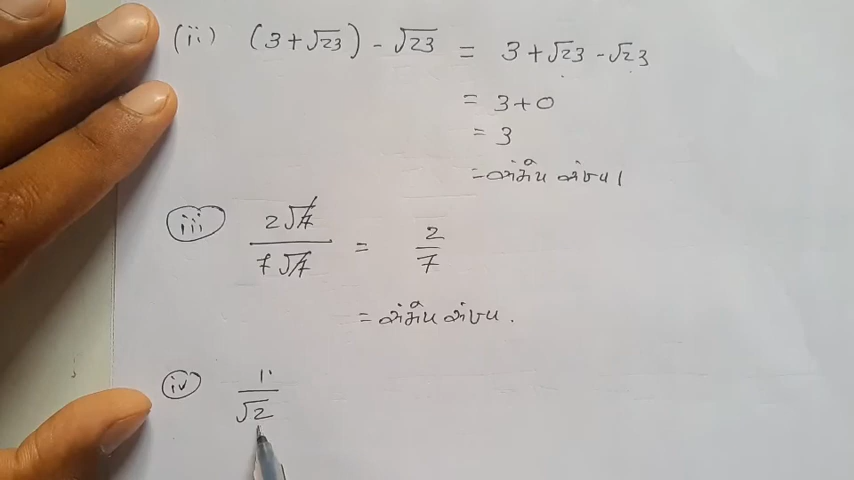 (ii) (3+√23) - √23 = 3+√23 -√23
= 3+0
= 3
= સંમેય સંખ્યા
(iii) 2√7 / 7√7 = 2/7
= સંમેય સંખ્યા.
(iv) 1/√2